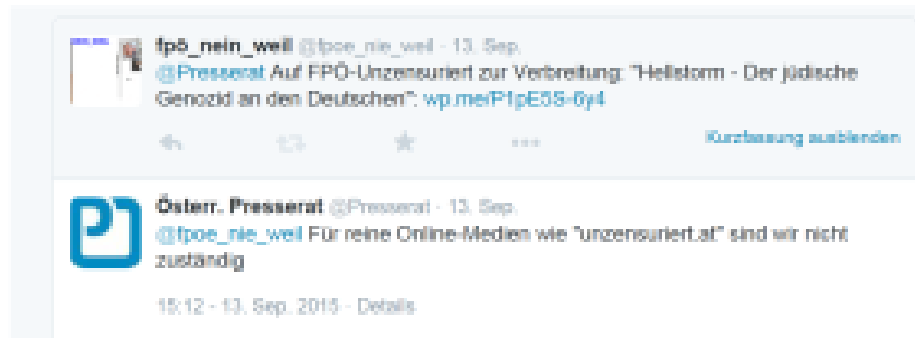 fpö_nein_weil @fpoe_nie_weil · 13. Sep.
@Presserat Auf FPÖ-Unzensuriert zur Verbreitung: "Hellstorm - Der jüdische
Genozid an den Deutschen": wp.me/P1pE5S-6y4
Kurzfassung ausblenden
Österr. Presserat @Presserat · 13. Sep.
@fpoe_nie_weil Für reine Online-Medien wie "unzensuriert.at" sind wir nicht
zuständig
15:12 - 13. Sep. 2015 · Details